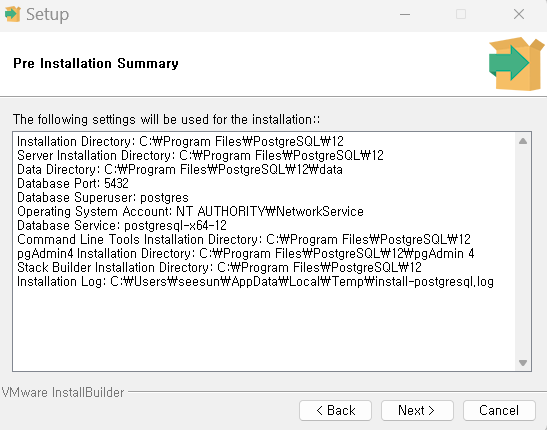 Setup
Pre Installation Summary
The following settings will be used for the installation::
Installation Directory: C:₩Program Files₩PostgreSQL₩12
Server Installation Directory: C:₩Program Files₩PostgreSQL₩12
Data Directory: C:₩Program Files₩PostgreSQL₩12₩data
Database Port: 5432
Database Superuser: postgres
Operating System Account: NT AUTHORITY₩NetworkService
Database Service: postgresql-x64-12
Command Line Tools Installation Directory: C:₩Program Files₩PostgreSQL₩12
pgAdmin4 Installation Directory: C:₩Program Files₩PostgreSQL₩12₩pgAdmin 4
Stack Builder Installation Directory: C:₩Program Files₩PostgreSQL₩12
Installation Log: C:₩Users₩seesun₩AppData₩Local₩Temp₩install-postgresql.log
VMware InstallBuilder
< Back
Next >
Cancel